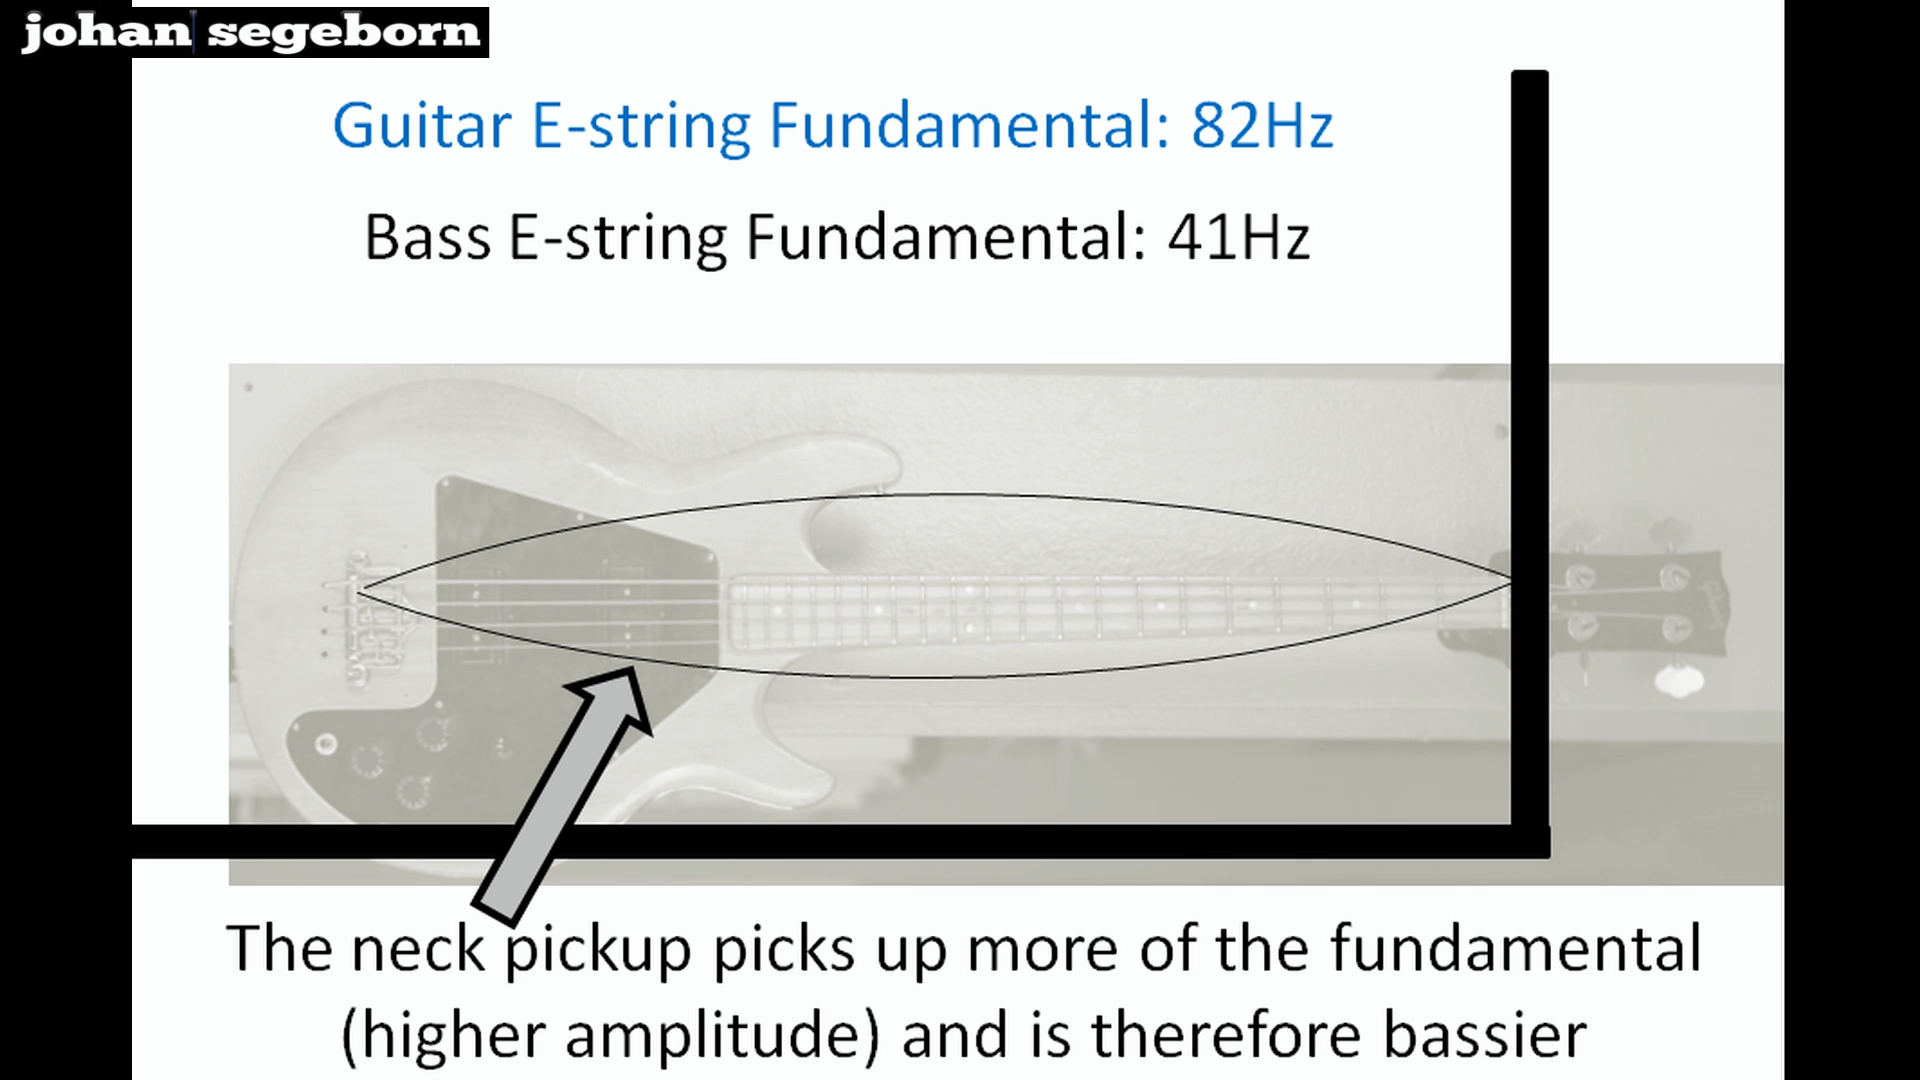 johan segeborn
Guitar E-string Fundamental: 82Hz
Bass E-string Fundamental: 41Hz
The neck pickup picks up more of the fundamental
(higher amplitude) and is therefore bassier